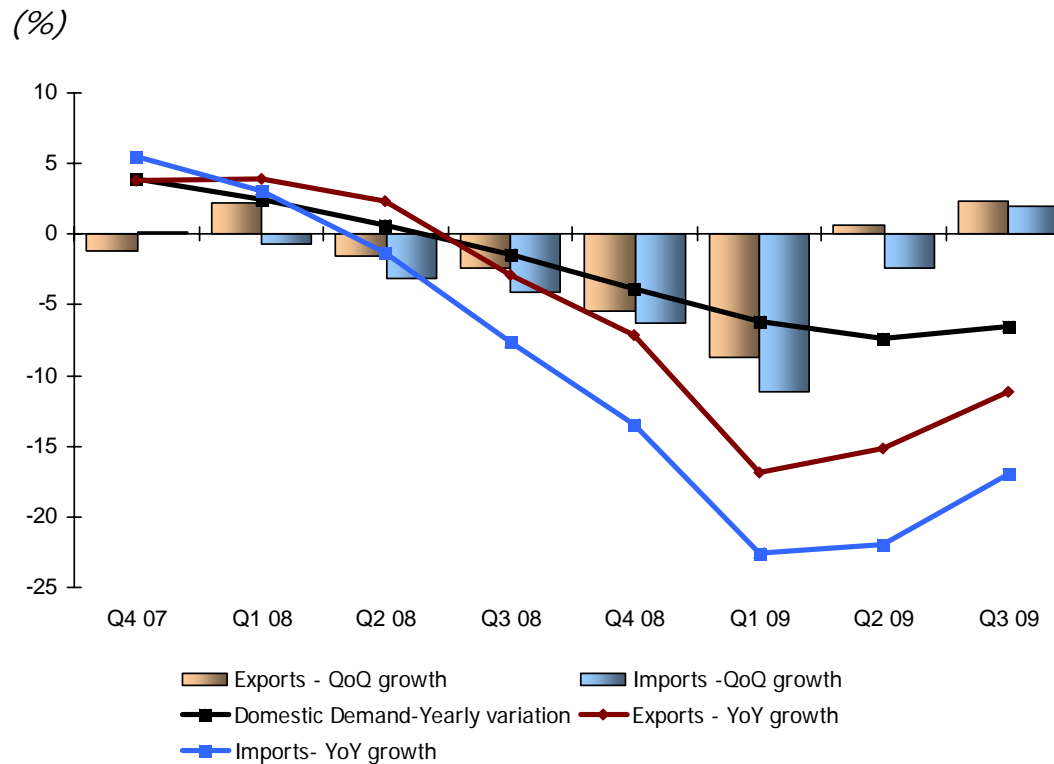 (%)
10
5
0
-5
-10
-15
-20
-25
Q4 07 Q1 08 Q2 08 Q3 08 Q4 08 Q1 09 Q2 09 Q3 09
Exports - QoQ growth Imports -QoQ growth
Domestic Demand-Yearly variation Exports - YoY growth
Imports- YoY growth